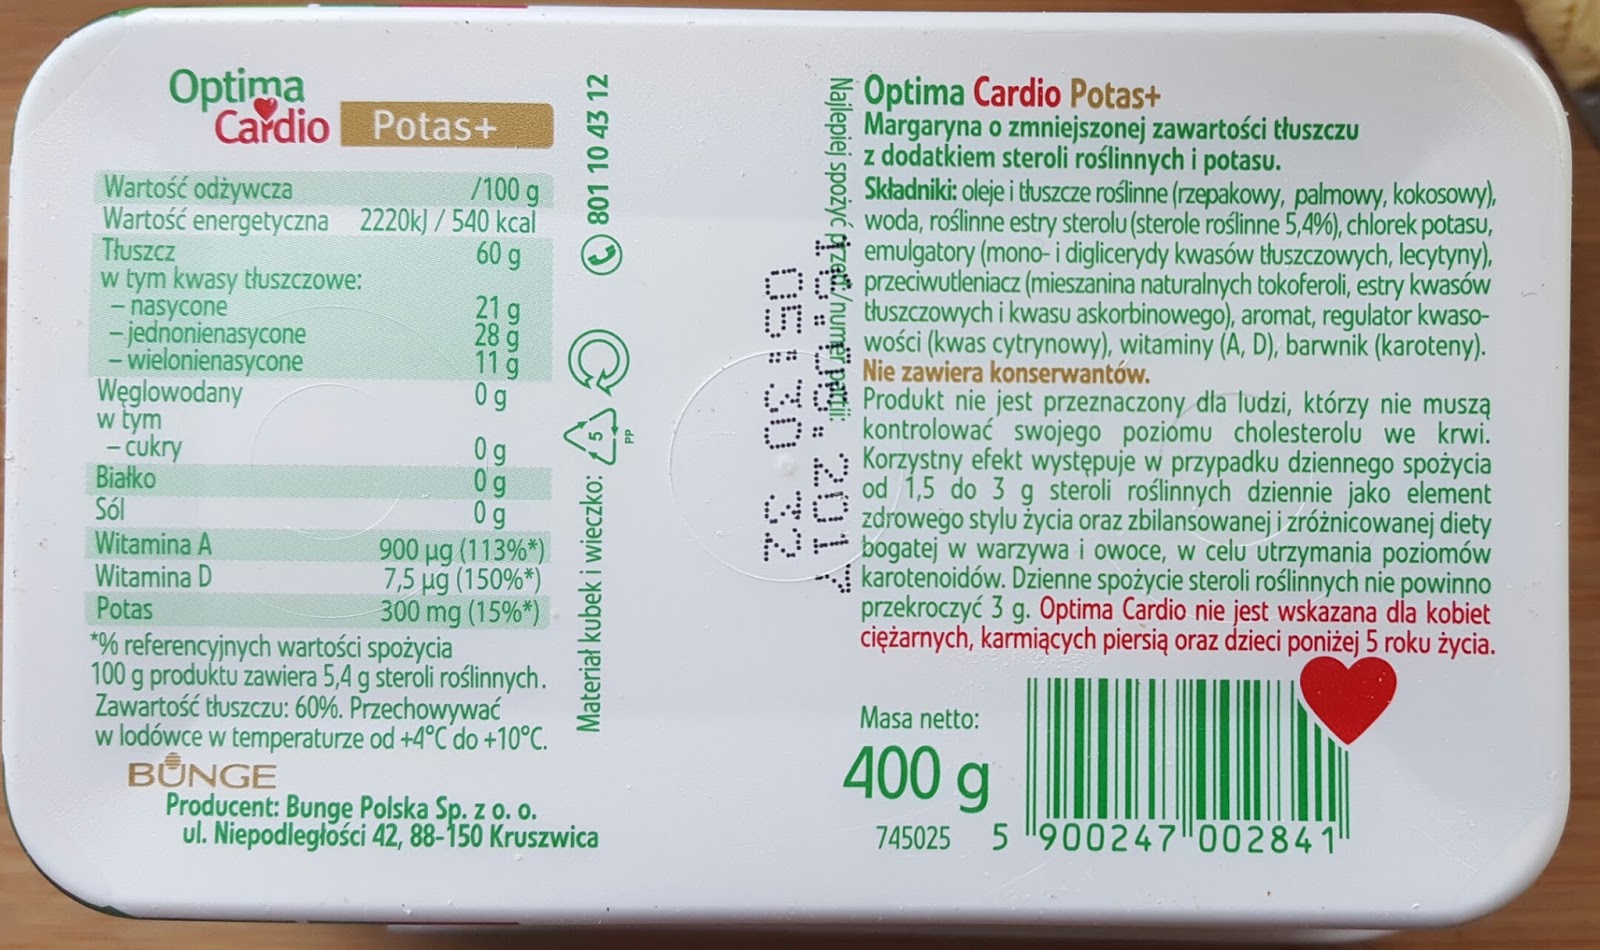 Optima
Cardio Potas+
Wartość odżywcza /100 g
Wartość energetyczna 2220kJ / 540 kcal
Tłuszcz 60 g
w tym kwasy tłuszczowe:
– nasycone 21 g
– jednonienasycone 28 g
– wielonienasycone 11 g
Węglowodany 0 g
w tym
– cukry 0 g
Białko 0 g
Sól 0 g
Witamina A 900 µg (113%*)
Witamina D 7,5 µg (150%*)
Potas 300 mg (15%*)
*% referencyjnych wartości spożycia
100 g produktu zawiera 5,4 g steroli roślinnych.
Zawartość tłuszczu: 60%. Przechowywać
w lodówce w temperaturze od +4°C do +10°C.
BUNGE
Producent: Bunge Polska Sp. z o. o.
ul. Niepodległości 42, 88-150 Kruszwica
801 10 43 12
Materiał kubek i wieczko:
5
PP
Najlepiej spożyć przed:/numer partii:
2017
03:50
Optima Cardio Potas+
Margaryna o zmniejszonej zawartości tłuszczu
z dodatkiem steroli roślinnych i potasu.
Składniki: oleje i tłuszcze roślinne (rzepakowy, palmowy, kokosowy),
woda, roślinne estry sterolu (sterole roślinne 5,4%), chlorek potasu,
emulgatory (mono- i diglicerydy kwasów tłuszczowych, lecytyny),
przeciwutleniacz (mieszanina naturalnych tokoferoli, estry kwasów
tłuszczowych i kwasu askorbinowego), aromat, regulator kwaso-
wości (kwas cytrynowy), witaminy (A, D), barwnik (karoteny).
Nie zawiera konserwantów.
Produkt nie jest przeznaczony dla ludzi, którzy nie muszą
kontrolować swojego poziomu cholesterolu we krwi.
Korzystny efekt występuje w przypadku dziennego spożycia
od 1,5 do 3 g steroli roślinnych dziennie jako element
zdrowego stylu życia oraz zbilansowanej i zróżnicowanej diety
bogatej w warzywa i owoce, w celu utrzymania poziomów
karotenoidów. Dzienne spożycie steroli roślinnych nie powinno
przekroczyć 3 g. Optima Cardio nie jest wskazana dla kobiet
ciężarnych, karmiących piersią oraz dzieci poniżej 5 roku życia.
Masa netto:
400 g
745025
5 900247 002841